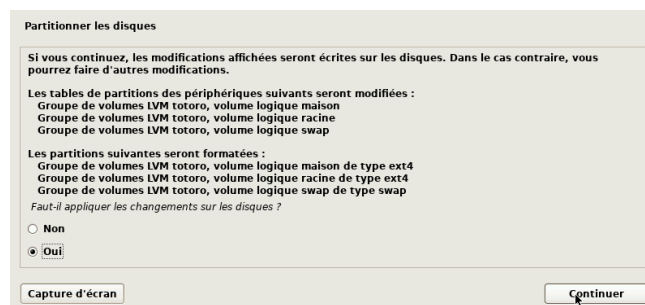 Partitionner les disques
Si vous continuez, les modifications affichées seront écrites sur les disques. Dans le cas contraire, vous
pourrez faire d'autres modifications.
Les tables de partitions des périphériques suivants seront modifiées :
Groupe de volumes LVM totoro, volume logique maison
Groupe de volumes LVM totoro, volume logique racine
Groupe de volumes LVM totoro, volume logique swap
Les partitions suivantes seront formatées :
Groupe de volumes LVM totoro, volume logique maison de type ext4
Groupe de volumes LVM totoro, volume logique racine de type ext4
Groupe de volumes LVM totoro, volume logique swap de type swap
Faut-il appliquer les changements sur les disques ?
Non
Oui
Capture d'écran
Continuer